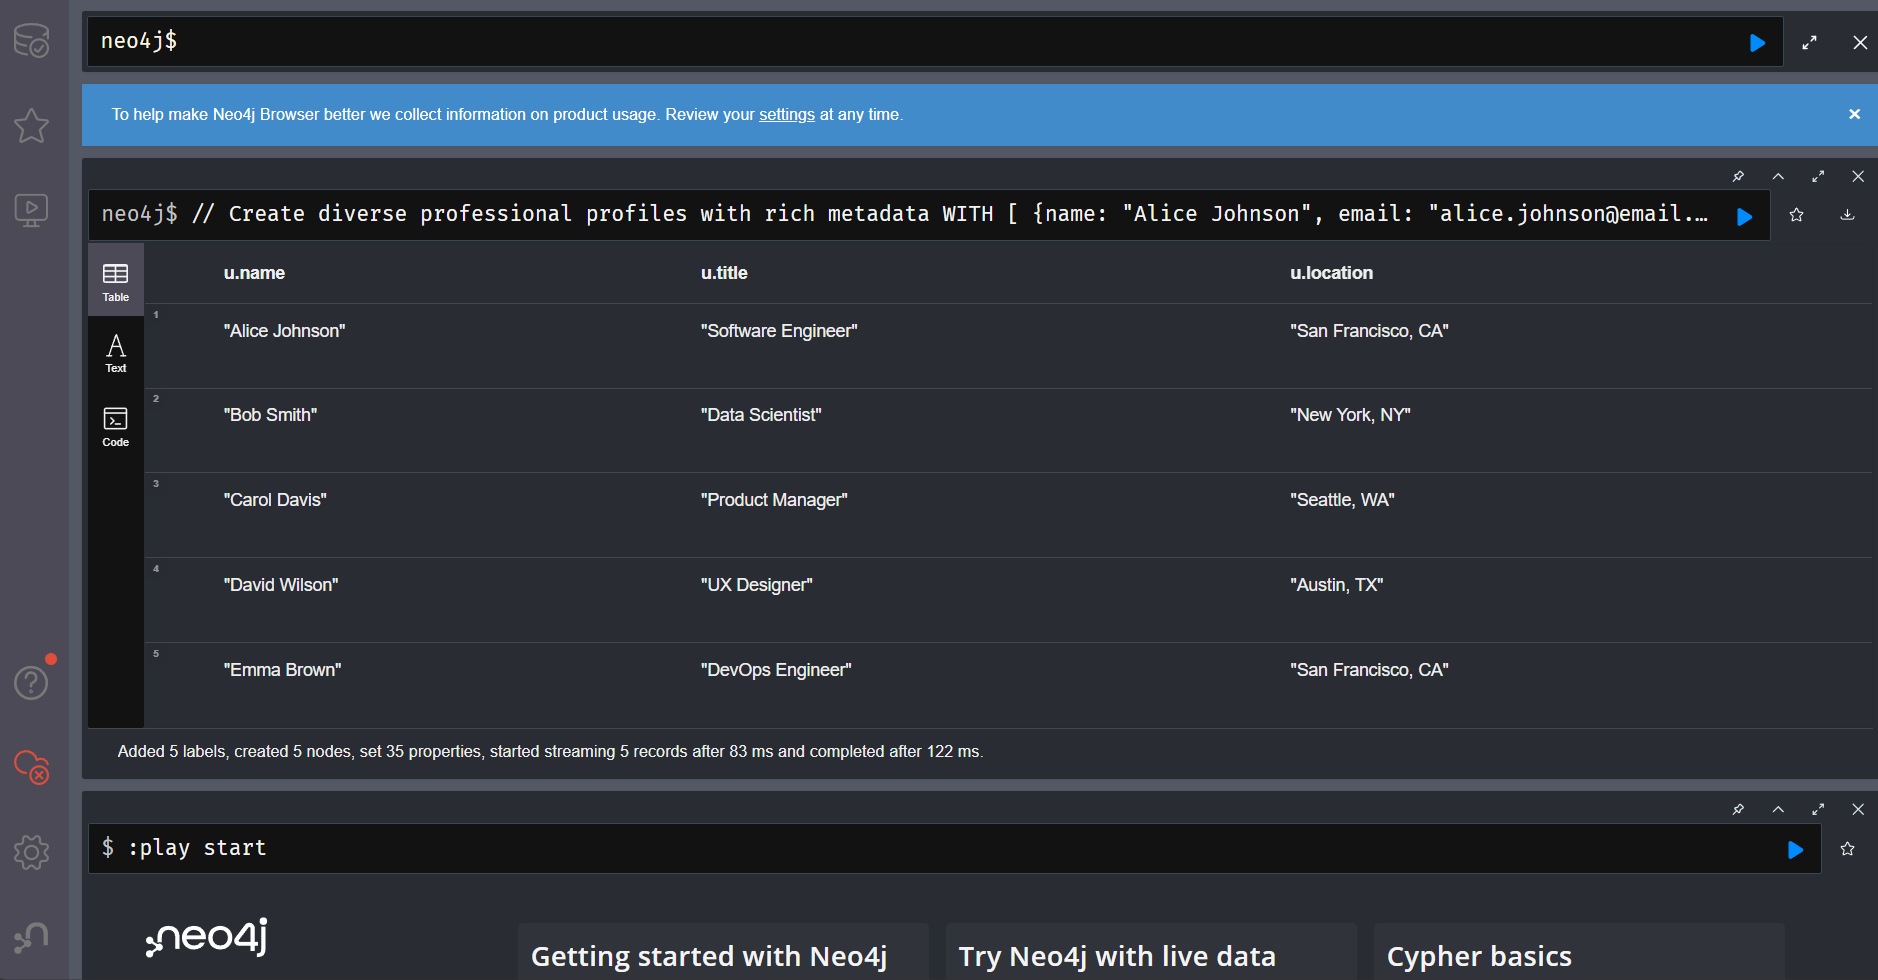 neo4j$
To help make Neo4j Browser better we collect information on product usage. Review your settings at any time.
neo4j$ // Create diverse professional profiles with rich metadata WITH [ {name: "Alice Johnson", email: "alice.johnson@email.…
Table
Text
Code
u.name u.title u.location
1 "Alice Johnson" "Software Engineer" "San Francisco, CA"
2 "Bob Smith" "Data Scientist" "New York, NY"
3 "Carol Davis" "Product Manager" "Seattle, WA"
4 "David Wilson" "UX Designer" "Austin, TX"
5 "Emma Brown" "DevOps Engineer" "San Francisco, CA"
Added 5 labels, created 5 nodes, set 35 properties, started streaming 5 records after 83 ms and completed after 122 ms.
$ :play start
neo4j
Getting started with Neo4j
Try Neo4j with live data
Cypher basics